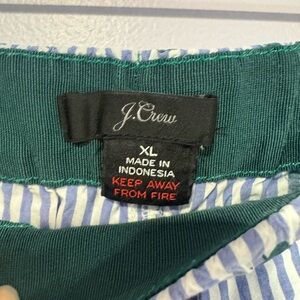 J.Crew
XL
MADE IN
INDONESIA
KEEP AWAY
FROM FIRE